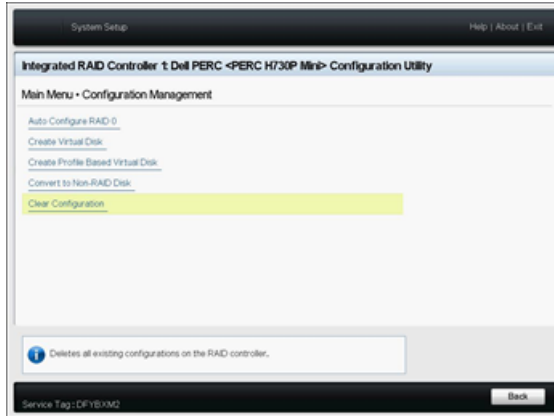 System Setup
Help | About | Exit
Integrated RAID Controller 1: Dell PERC <PERC H730P Mini> Configuration Utility
Main Menu • Configuration Management
Auto Configure RAID 0
Create Virtual Disk
Create Profile Based Virtual Disk
Convert to Non-RAID Disk
Clear Configuration
Deletes all existing configurations on the RAID controller.
Service Tag : DFYBXM2
Back